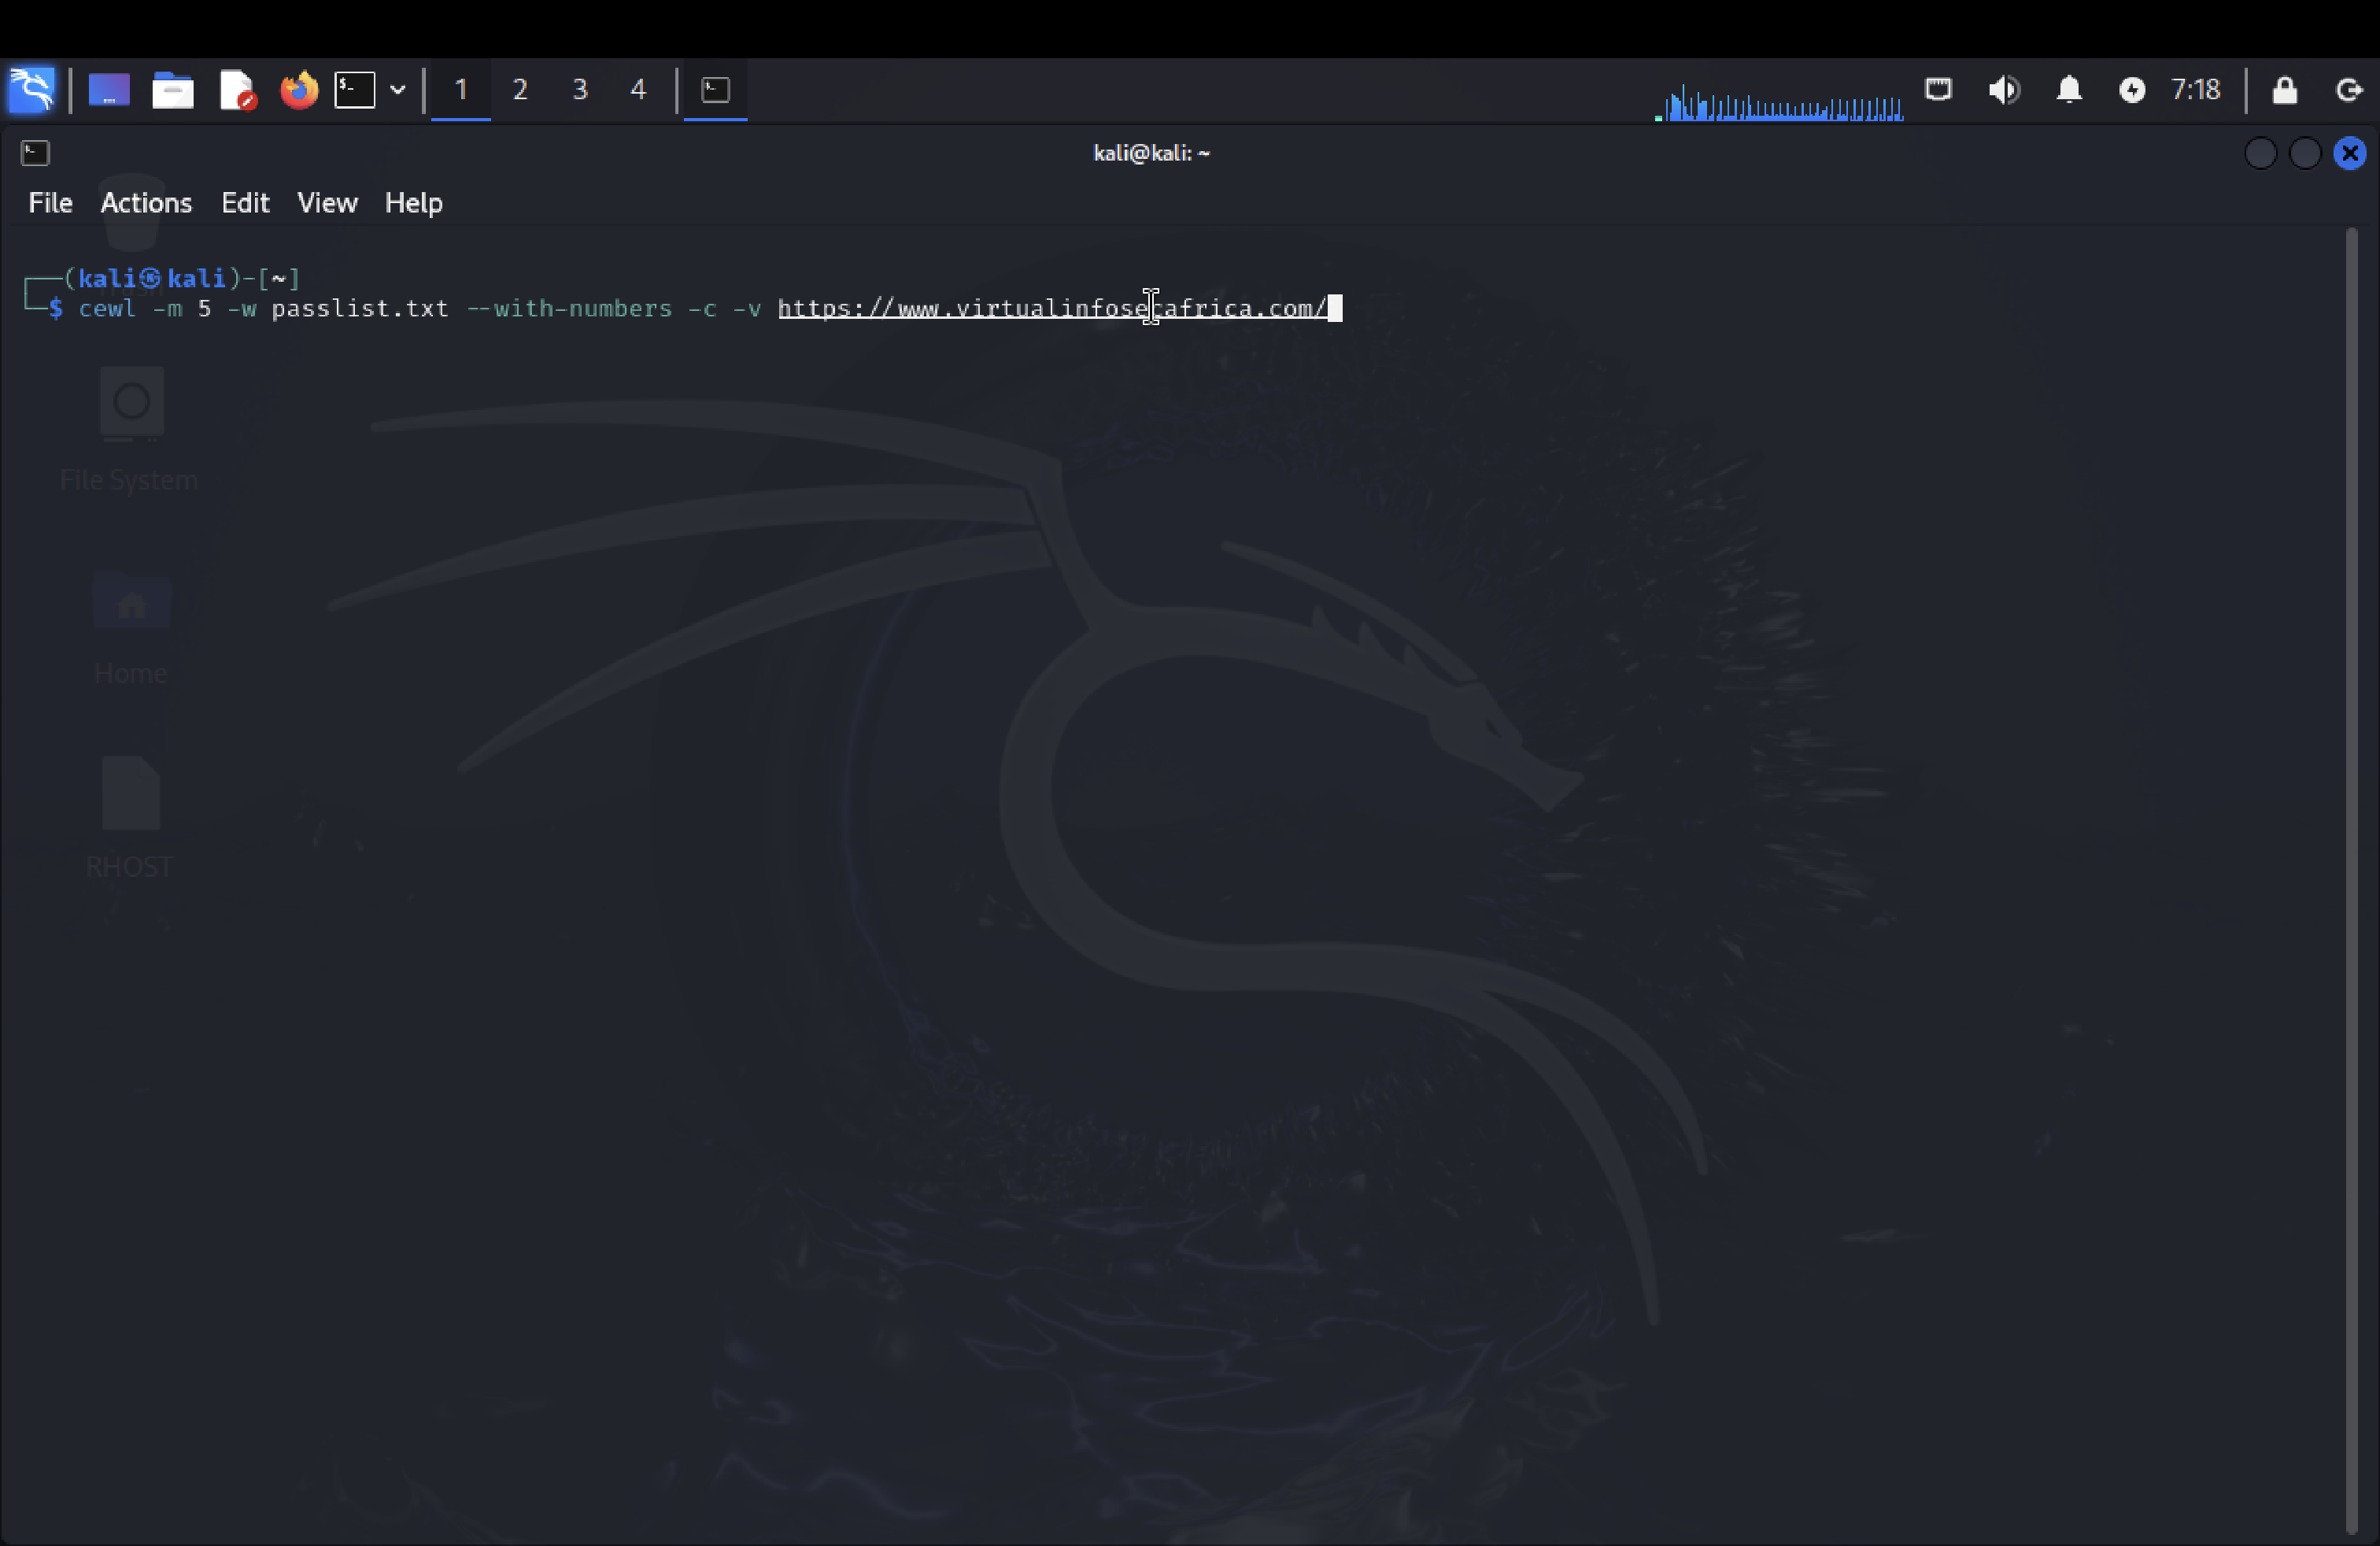 1 2 3 4 7:18
kali@kali: ~
File Actions Edit View Help
┌──(kali㉿kali)-[~]
└─$ cewl -m 5 -w passlist.txt --with-numbers -c -v https://www.virtualinfosecafrica.com/
File System
Home
RHOST